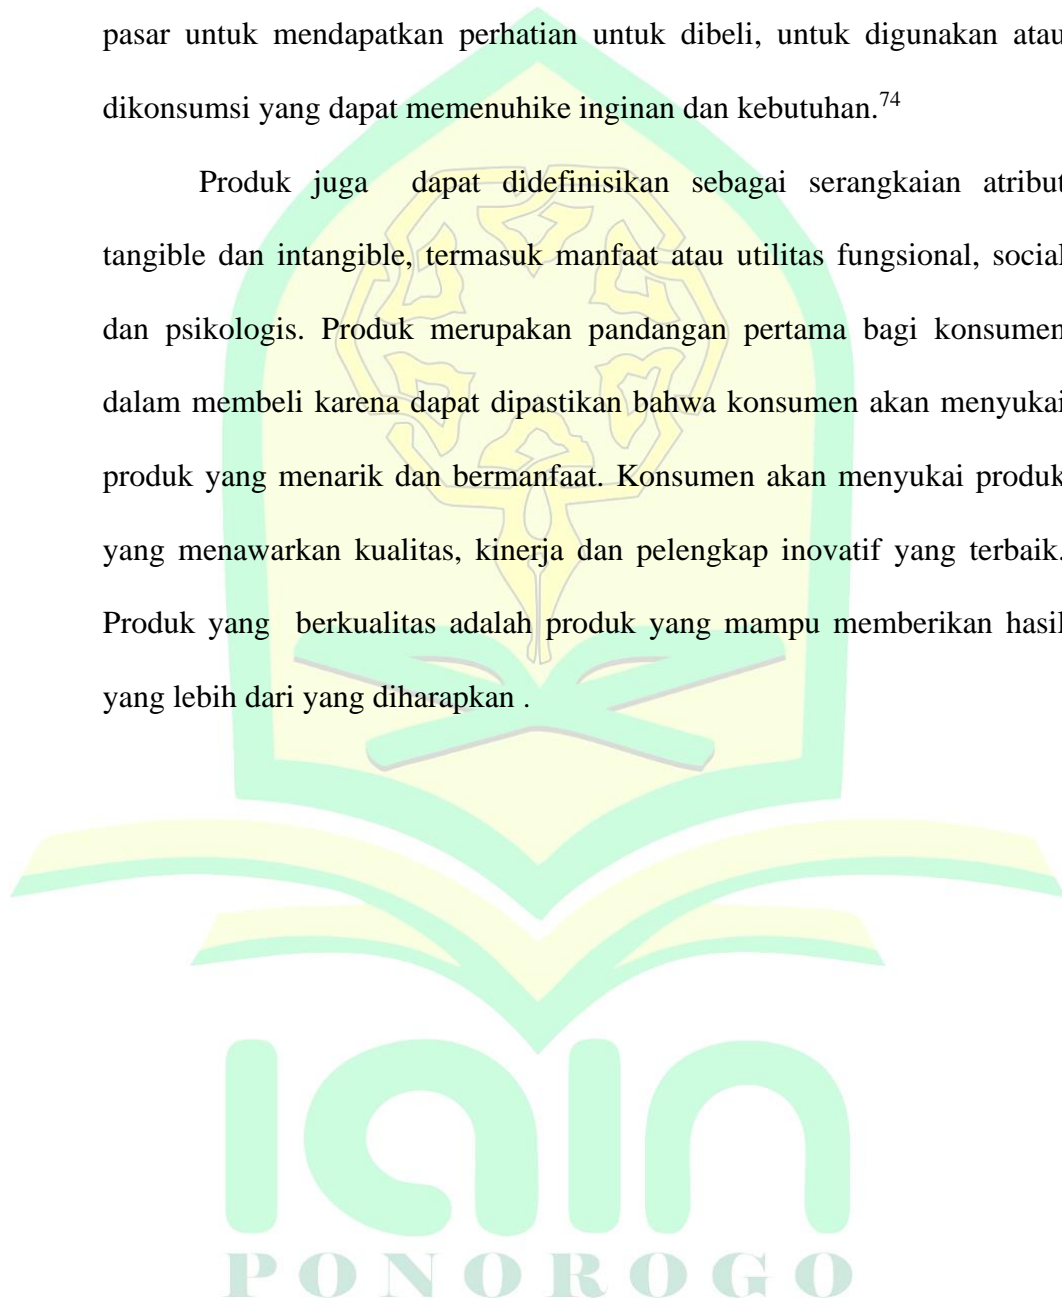 pasar untuk mendapatkan perhatian untuk dibeli, untuk digunakan atau
dikonsumsi yang dapat memenuhike inginan dan kebutuhan.74
Produk juga dapat didefinisikan sebagai serangkaian atribut
tangible dan intangible, termasuk manfaat atau utilitas fungsional, social
dan psikologis. Produk merupakan pandangan pertama bagi konsumen
dalam membeli karena dapat dipastikan bahwa konsumen akan menyukai
produk yang menarik dan bermanfaat. Konsumen akan menyukai produk
yang menawarkan kualitas, kinerja dan pelengkap inovatif yang terbaik.
Produk yang berkualitas adalah produk yang mampu memberikan hasil
yang lebih dari yang diharapkan .
iain
PONOROGO